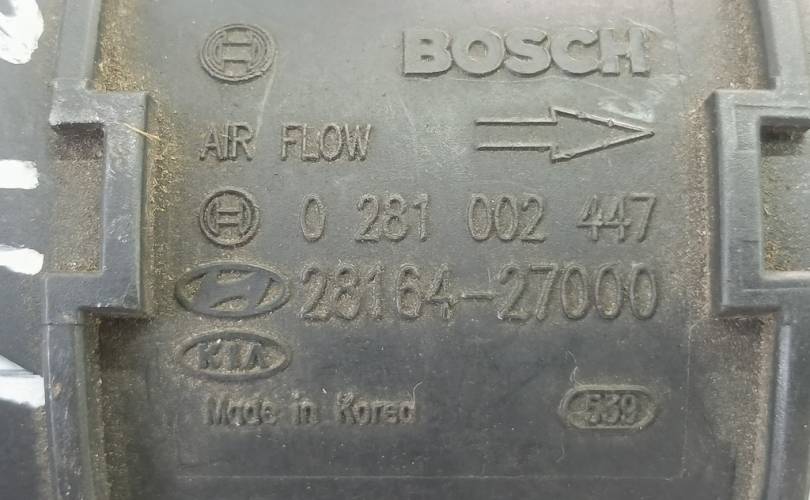 BOSCH
AIR FLOW
0 281 002 447
28164-27000
KIA
Made in Korea 539